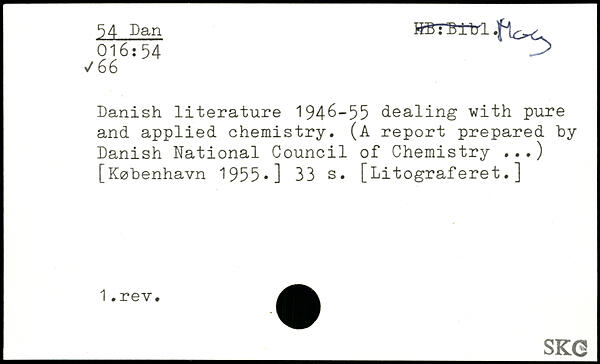 54 Dan
HB:Bibl.
016:54
✓66
Danish literature 1946-55 dealing with pure
and applied chemistry. (A report prepared by
Danish National Council of Chemistry ...)
[København 1955.] 33 s. [Litograferet.]
1.rev.
SKC